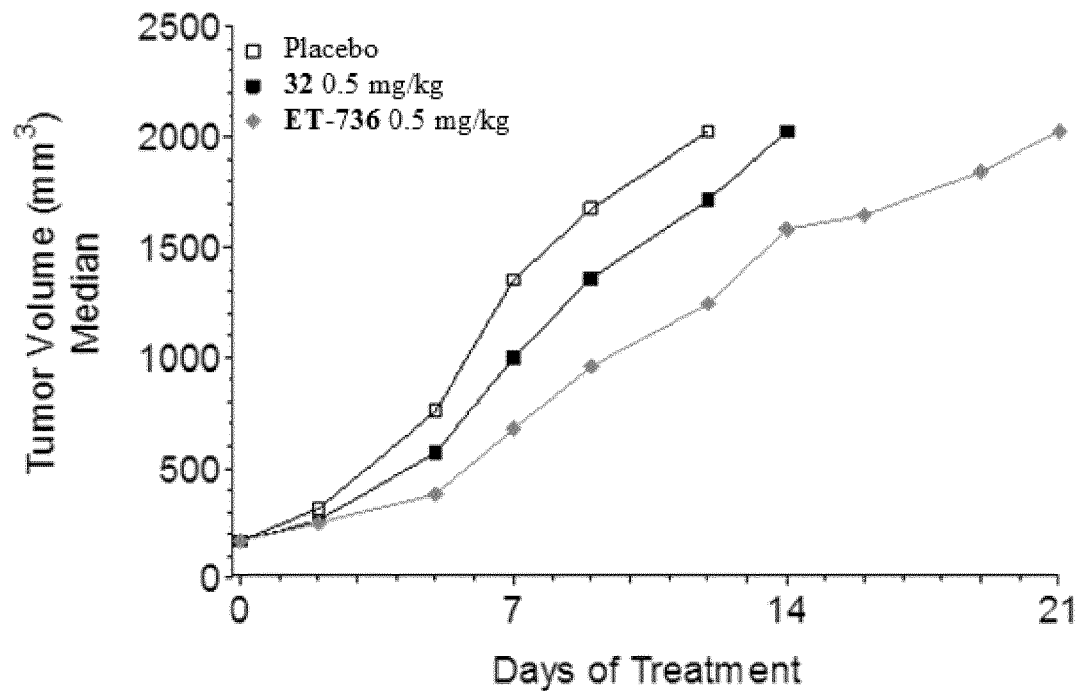 2500
2000
1500
1000
500
0
Tumor Volume (mm³)
Median
Placebo
32 0.5 mg/kg
ET-736 0.5 mg/kg
0 7 14 21
Days of Treatment